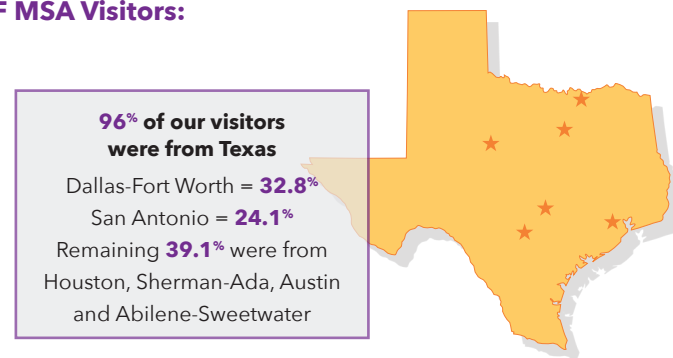 F MSA Visitors:
96% of our visitors
were from Texas
Dallas-Fort Worth = 32.8%
San Antonio = 24.1%
Remaining 39.1% were from
Houston, Sherman-Ada, Austin
and Abilene-Sweetwater